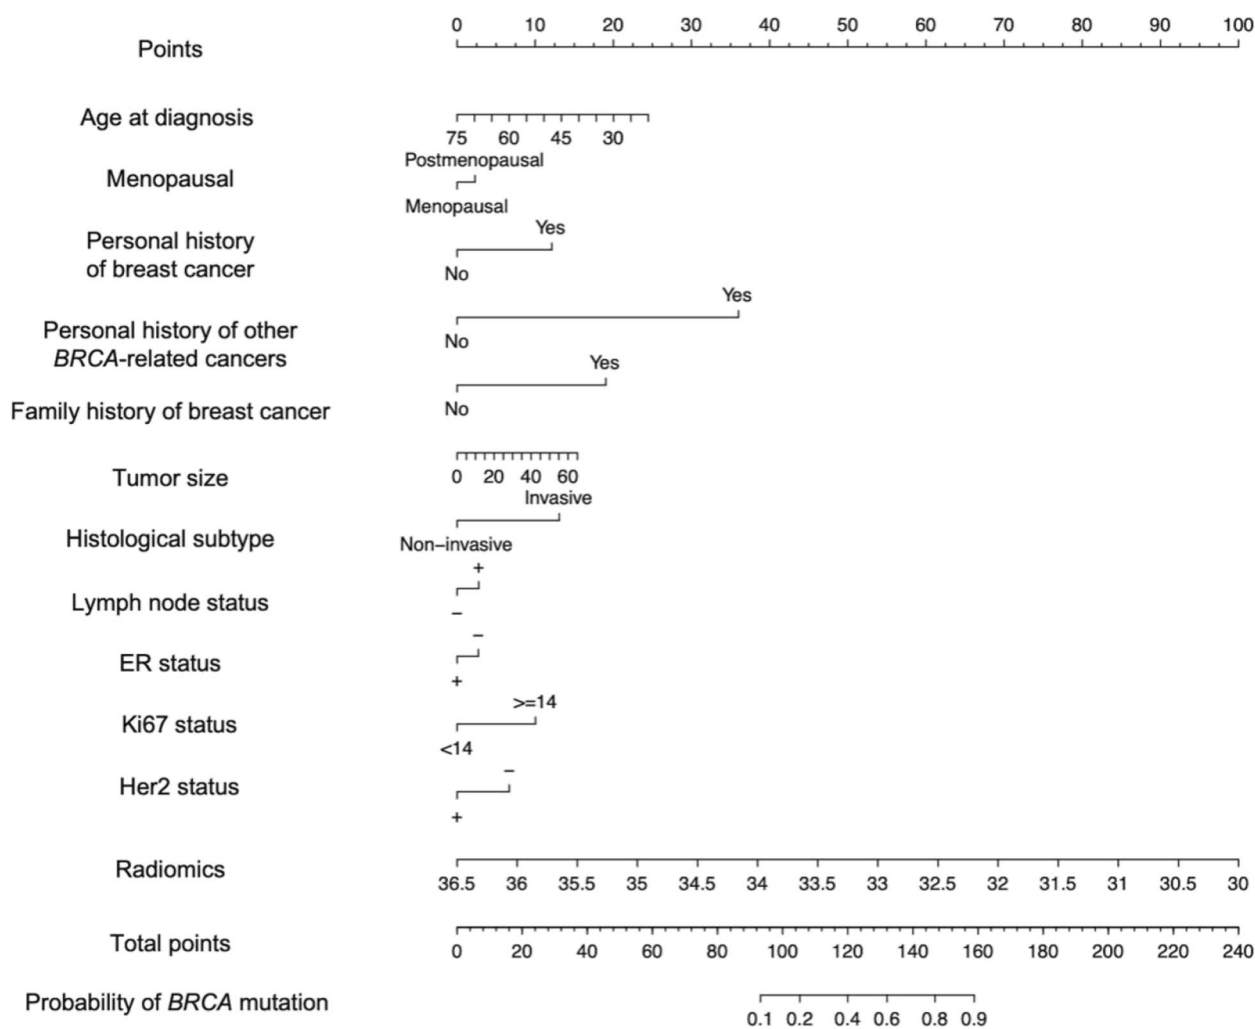 0 10 20 30 40 50 60 70 80 90 100
Points
Age at diagnosis
75 60 45 30
Postmenopausal
Menopausal
Menopausal
Yes
Personal history
of breast cancer
No
Yes
Personal history of other
No
BRCA-related cancers
Yes
Family history of breast cancer
No
Tumor size
0 20 40 60
Invasive
Histological subtype
Non−invasive
+
Lymph node status
−
−
ER status
+
>=14
Ki67 status
<14
−
Her2 status
+
Radiomics
36.5 36 35.5 35 34.5 34 33.5 33 32.5 32 31.5 31 30.5 30
Total points
0 20 40 60 80 100 120 140 160 180 200 220 240
Probability of BRCA mutation
0.1 0.2 0.4 0.6 0.8 0.9